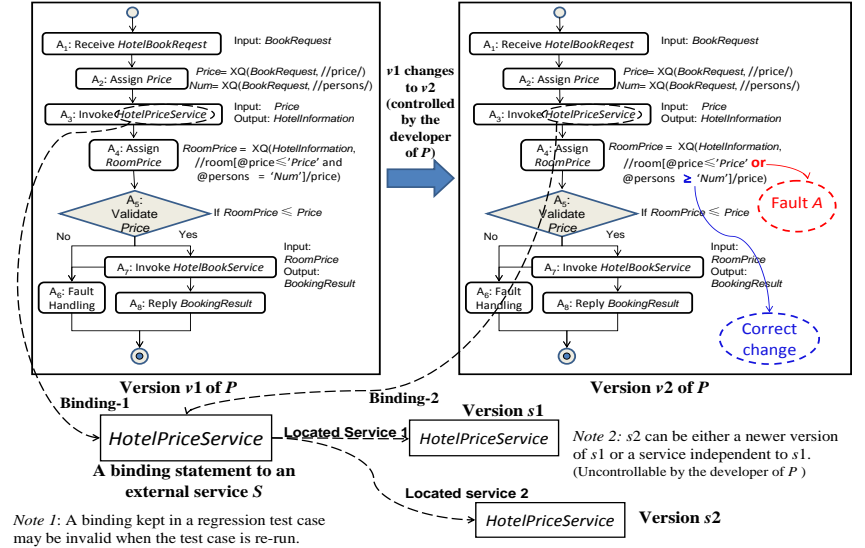 A1: Receive HotelBookReqest
Input: BookRequest
A2: Assign Price
Price= XQ(BookRequest, //price/)
Num= XQ(BookRequest, //persons/)
A3: Invoke HotelPriceService
Input: Price
Output: HotelInformation
A4: Assign
RoomPrice
RoomPrice = XQ(HotelInformation,
//room[@price≤'Price' and
@persons = 'Num']/price)
A5:
Validate
Price
If RoomPrice ≤ Price
No
Yes
Input:
RoomPrice
Output:
BookingResult
A7: Invoke HotelBookService
A6: Fault
Handling
A8: Reply BookingResult
Version v1 of P
v1 changes
to v2
(controlled
by the
developer
of P)
A1: Receive HotelBookReqest
Input: BookRequest
A2: Assign Price
Price= XQ(BookRequest, //price/)
Num= XQ(BookRequest, //persons/)
A3: Invoke HotelPriceService
Input: Price
Output: HotelInformation
A4: Assign
RoomPrice
RoomPrice = XQ(HotelInformation,
//room[@price≤'Price' or
@persons ≥ 'Num']/price)
Fault A
A5:
Validate
Price
If RoomPrice ≤ Price
No
Yes
Input:
RoomPrice
Output:
BookingResult
A7: Invoke HotelBookService
A6: Fault
Handling
A8: Reply BookingResult
Correct
change
Version v2 of P
Binding-1
Binding-2
HotelPriceService
A binding statement to an
external service S
Located Service 1
Version s1
HotelPriceService
Note 2: s2 can be either a newer version
of s1 or a service independent to s1.
(Uncontrollable by the developer of P )
Located service 2
HotelPriceService
Version s2
Note 1: A binding kept in a regression test case
may be invalid when the test case is re-run.